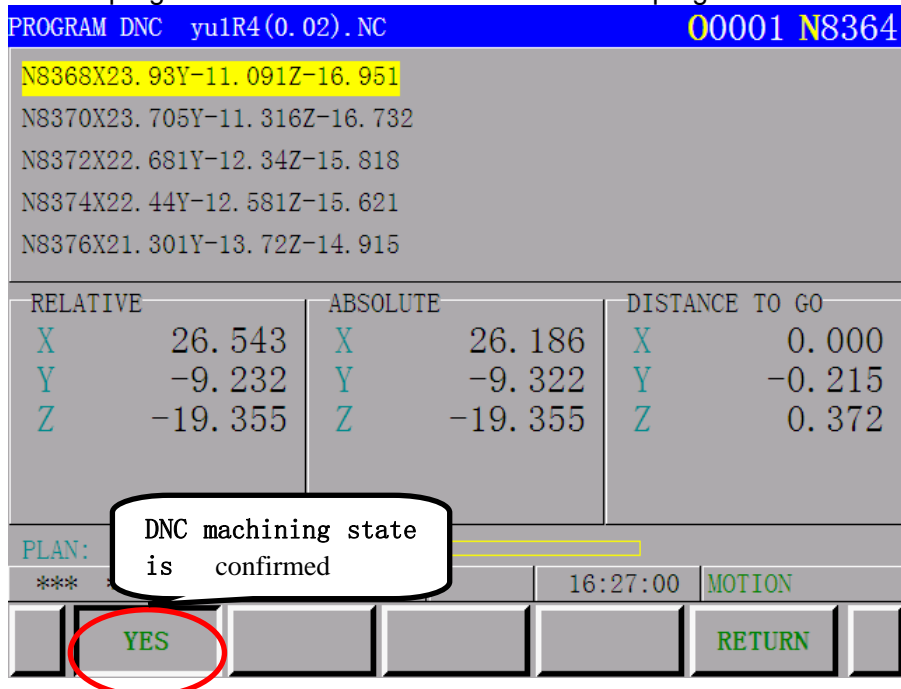 PROGRAM DNC yu1R4(0.02).NC O0001 N8364
N8368X23.93Y-11.091Z-16.951
N8370X23.705Y-11.316Z-16.732
N8372X22.681Y-12.34Z-15.818
N8374X22.44Y-12.581Z-15.621
N8376X21.301Y-13.72Z-14.915
RELATIVE ABSOLUTE DISTANCE TO GO
X 26.543 X 26.186 X 0.000
Y -9.232 Y -9.322 Y -0.215
Z -19.355 Z -19.355 Z 0.372
DNC machining state
is confirmed
PLAN:
*** 16:27:00 MOTION
YES RETURN